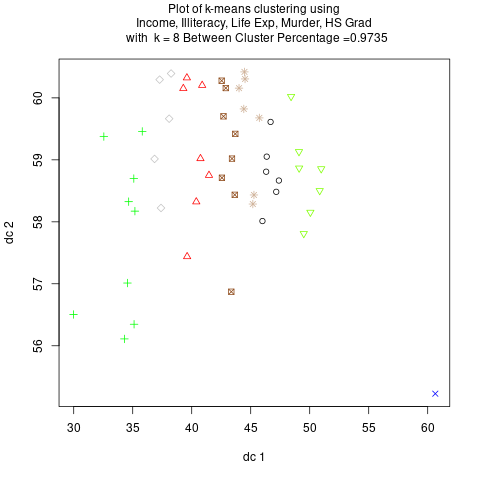 Plot of k-means clustering using
Income, Illiteracy, Life Exp, Murder, HS Grad
with k = 8 Between Cluster Percentage =0.9735
60
59
58
57
56
dc 2
30 35 40 45 50 55 60
dc 1